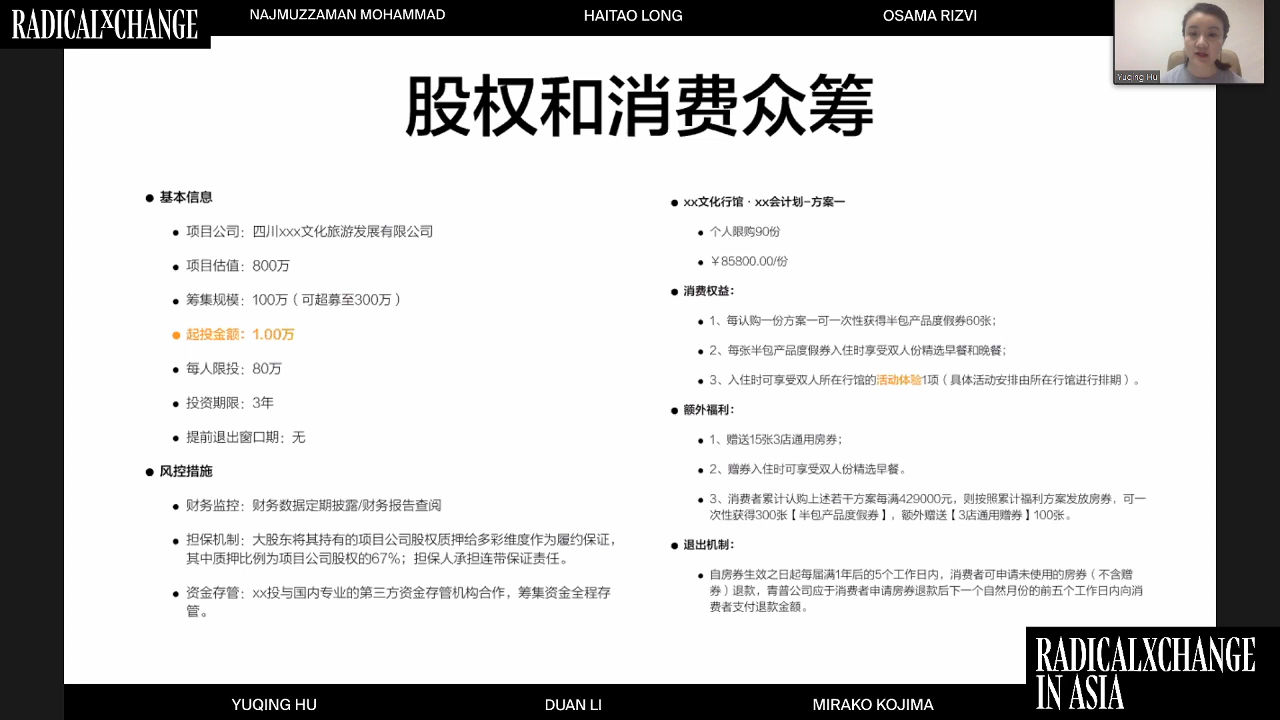 RADICALXCHANGE
NAJMUZZAMAN MOHAMMAD
HAITAO LONG
OSAMA RIZVI
Yuqing Hu
股权和消费众筹
基本信息
项目公司：四川xxx文化旅游发展有限公司
项目估值：800万
筹集规模：100万（可超募至300万）
起投金额：1.00万
每人限投：80万
投资期限：3年
提前退出窗口期：无
风控措施
财务监控：财务数据定期披露/财务报告查阅
担保机制：大股东将其持有的项目公司股权质押给多彩维度作为履约保证，
其中质押比例为项目公司股权的67%；担保人承担连带保证责任。
资金存管：xx投与国内专业的第三方资金存管机构合作，筹集资金全程存
管。
xx文化行馆·xx会计划-方案一
个人限购90份
￥85800.00/份
消费权益：
1、每认购一份方案一可一次性获得半包产品度假券60张；
2、每张半包产品度假券入住时享受双人份精选早餐和晚餐；
3、入住时可享受双人所在行馆的活动体验1项（具体活动安排由所在行馆进行排期）。
额外福利：
1、赠送15张3店通用房券；
2、赠券入住时可享受双人份精选早餐。
3、消费者累计认购上述若干方案每满429000元，则按照累计福利方案发放房券，可一
次性获得300张【半包产品度假券】，额外赠送【3店通用赠券】100张。
退出机制：
自房券生效之日起每届满1年后的5个工作日内，消费者可申请未使用的房券（不含赠
券）退款，青普公司应于消费者申请房券退款后下一个自然月份的前五个工作日内向消
费者支付退款金额。
RADICALXCHANGE
IN ASIA
YUQING HU
DUAN LI
MIRAKO KOJIMA